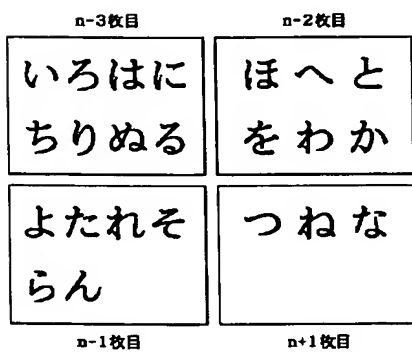 n-3枚目
n-2枚目
いろはに
ちりぬる
ほへと
をわか
よたれそ
らん
つねな
n-1枚目
n+1枚目